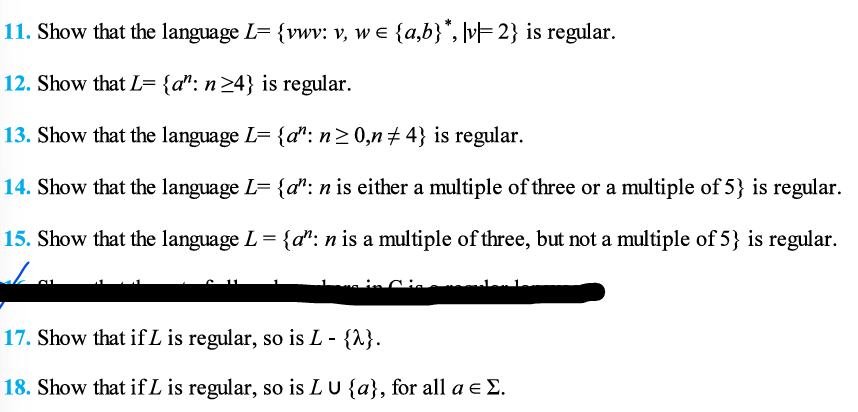 11. Show that the language L= {vwv: v, w ∈ {a,b}*, |v|= 2} is regular.
12. Show that L= {aⁿ: n ≥4} is regular.
13. Show that the language L= {aⁿ: n ≥ 0,n ≠ 4} is regular.
14. Show that the language L= {aⁿ: n is either a multiple of three or a multiple of 5} is regular.
15. Show that the language L = {aⁿ: n is a multiple of three, but not a multiple of 5} is regular.
17. Show that if L is regular, so is L - {λ}.
18. Show that if L is regular, so is L ∪ {a}, for all a ∈ Σ.